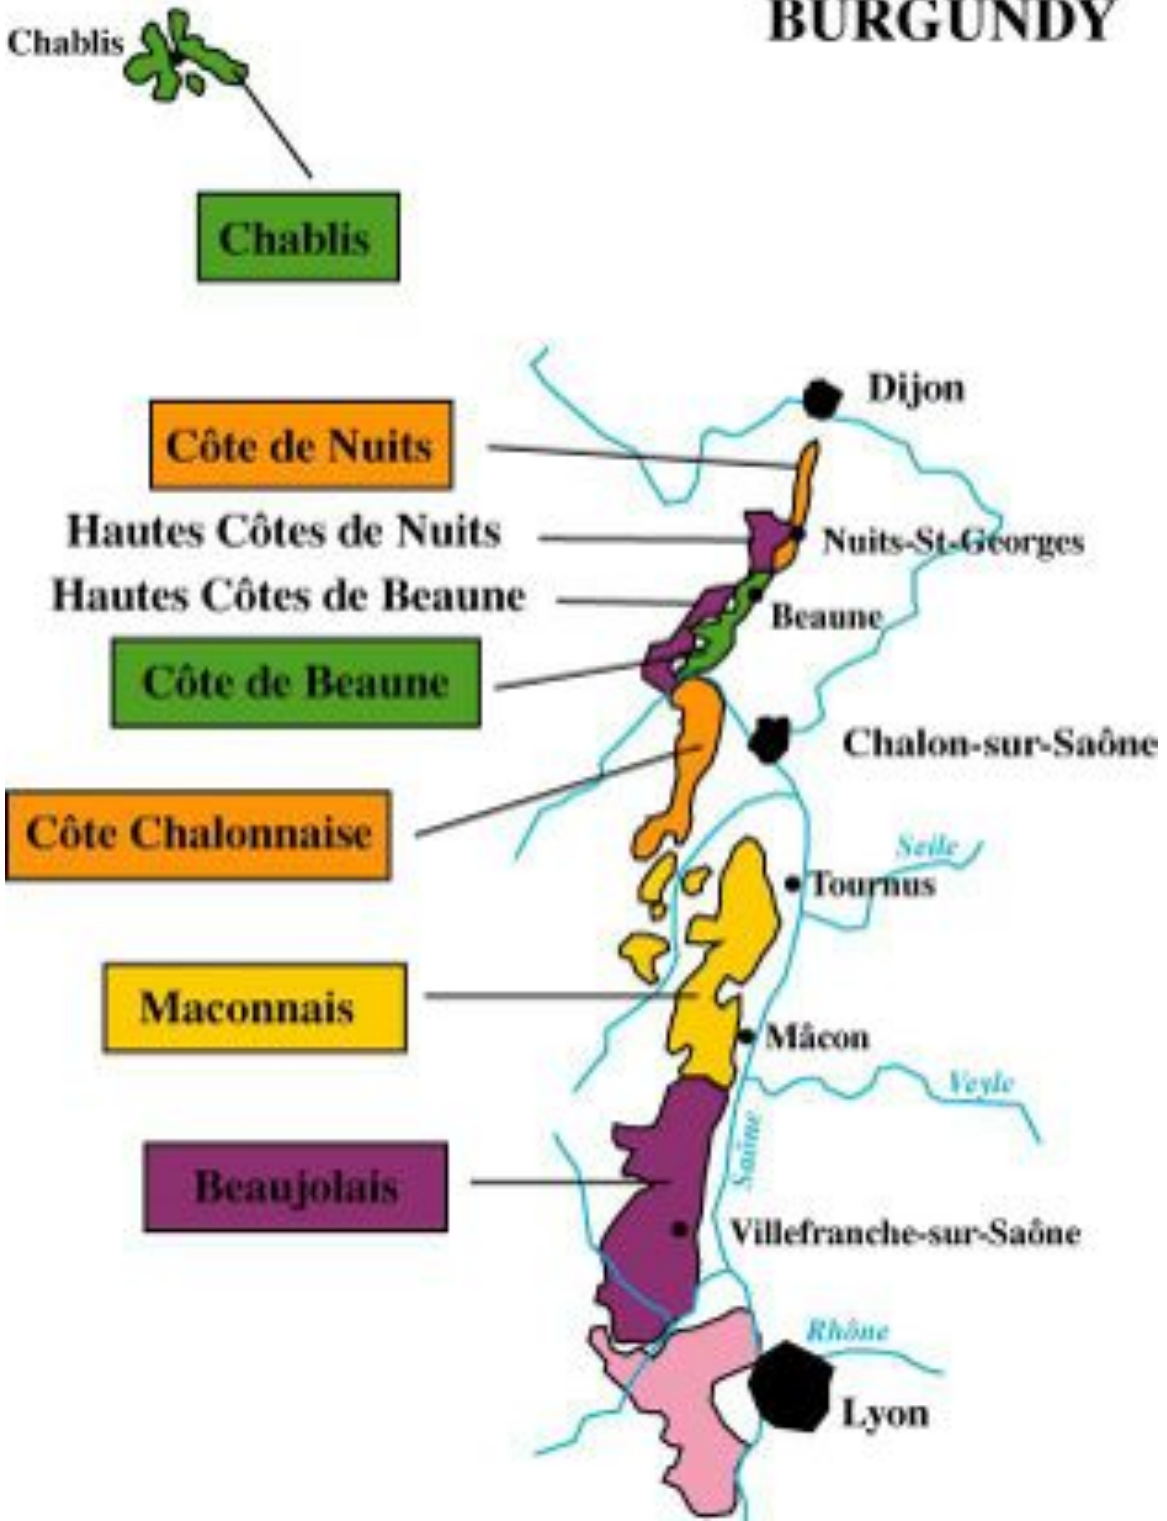 BURGUNDY
Chablis
Chablis
Dijon
Côte de Nuits
Hautes Côtes de Nuits
Nuits-St-Georges
Hautes Côtes de Beaune
Beaune
Côte de Beaune
Chalon-sur-Saône
Côte Chalonnaise
Seile
Tournus
Maconnais
Mâcon
Veyle
Saône
Beaujolais
Villefranche-sur-Saône
Rhône
Lyon